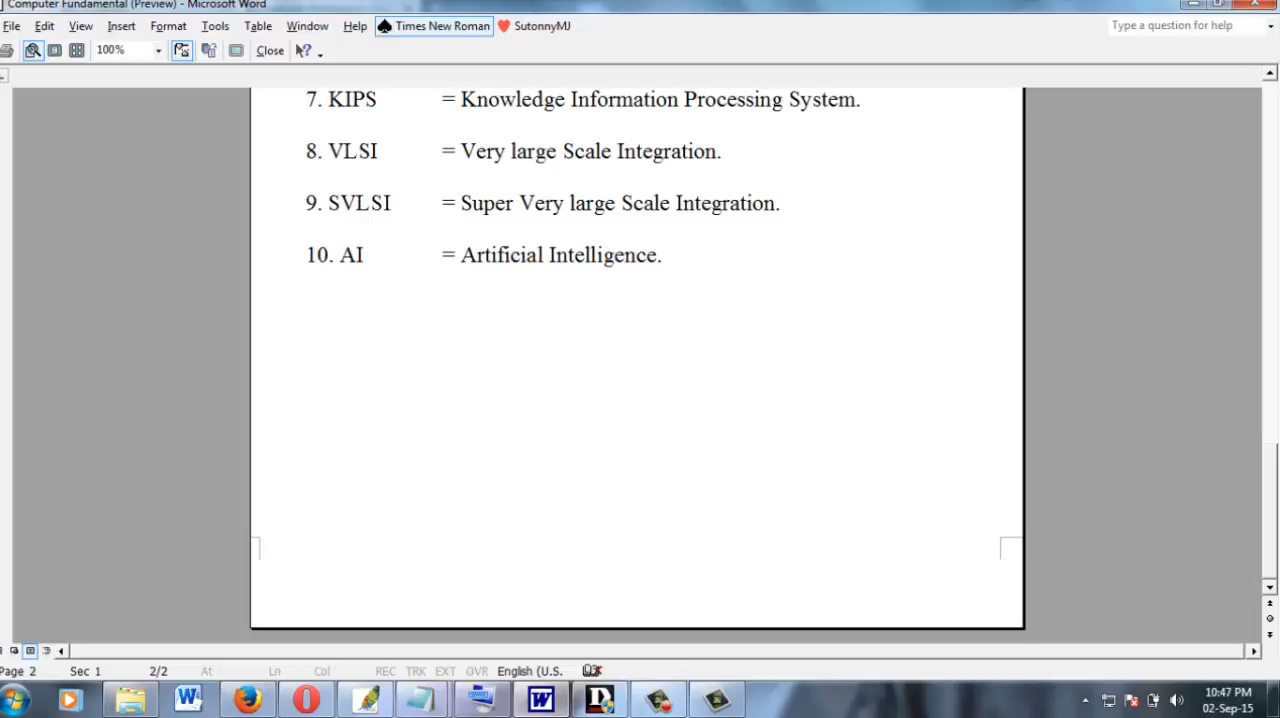 Computer Fundamental (Preview) - Microsoft Word
File Edit View Insert Format Tools Table Window Help Times New Roman SutonnyMJ Type a question for help
100% Close
7. KIPS = Knowledge Information Processing System.
8. VLSI = Very large Scale Integration.
9. SVLSI = Super Very large Scale Integration.
10. AI = Artificial Intelligence.
Page 2 Sec 1 2/2 At Ln Col REC TRK EXT OVR English (U.S.
10:47 PM
02-Sep-15